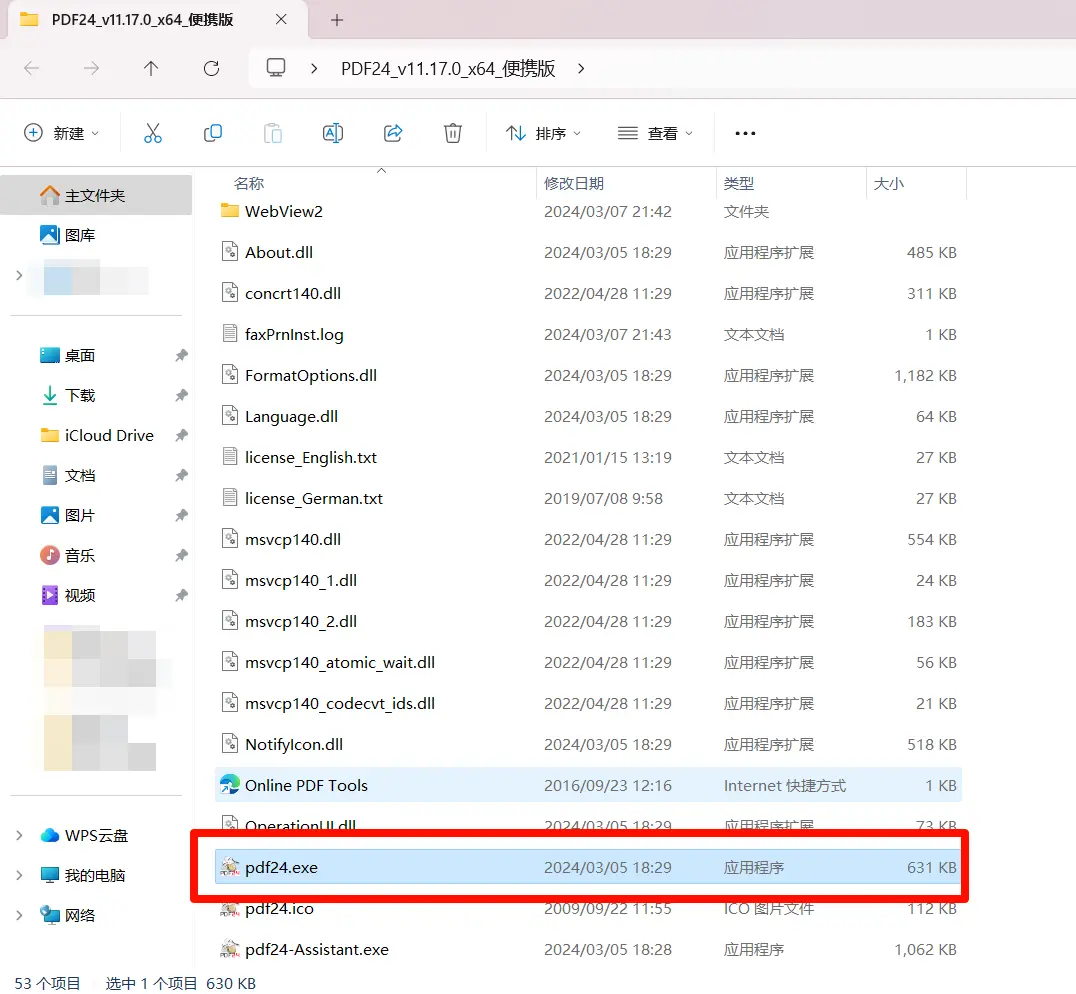 PDF24_v11.17.0_x64_便携版
PDF24_v11.17.0_x64_便携版
新建 排序 查看
名称 修改日期 类型 大小
主文件夹
图库
桌面
下载
iCloud Drive
文档
图片
音乐
视频
WPS云盘
我的电脑
网络
WebView2 2024/03/07 21:42 文件夹
About.dll 2024/03/05 18:29 应用程序扩展 485 KB
concrt140.dll 2022/04/28 11:29 应用程序扩展 311 KB
faxPrnInst.log 2024/03/07 21:43 文本文档 1 KB
FormatOptions.dll 2024/03/05 18:29 应用程序扩展 1,182 KB
Language.dll 2024/03/05 18:29 应用程序扩展 64 KB
license_English.txt 2021/01/15 13:19 文本文档 27 KB
license_German.txt 2019/07/08 9:58 文本文档 27 KB
msvcp140.dll 2022/04/28 11:29 应用程序扩展 554 KB
msvcp140_1.dll 2022/04/28 11:29 应用程序扩展 24 KB
msvcp140_2.dll 2022/04/28 11:29 应用程序扩展 183 KB
msvcp140_atomic_wait.dll 2022/04/28 11:29 应用程序扩展 56 KB
msvcp140_codecvt_ids.dll 2022/04/28 11:29 应用程序扩展 21 KB
NotifyIcon.dll 2024/03/05 18:29 应用程序扩展 518 KB
Online PDF Tools 2016/09/23 12:16 Internet 快捷方式 1 KB
OperationUI.dll 2024/03/05 18:29 应用程序扩展 73 KB
pdf24.exe 2024/03/05 18:29 应用程序 631 KB
pdf24.ico 2009/09/22 11:55 ICO 图片文件 112 KB
pdf24-Assistant.exe 2024/03/05 18:28 应用程序 1,062 KB
53 个项目 选中 1 个项目 630 KB